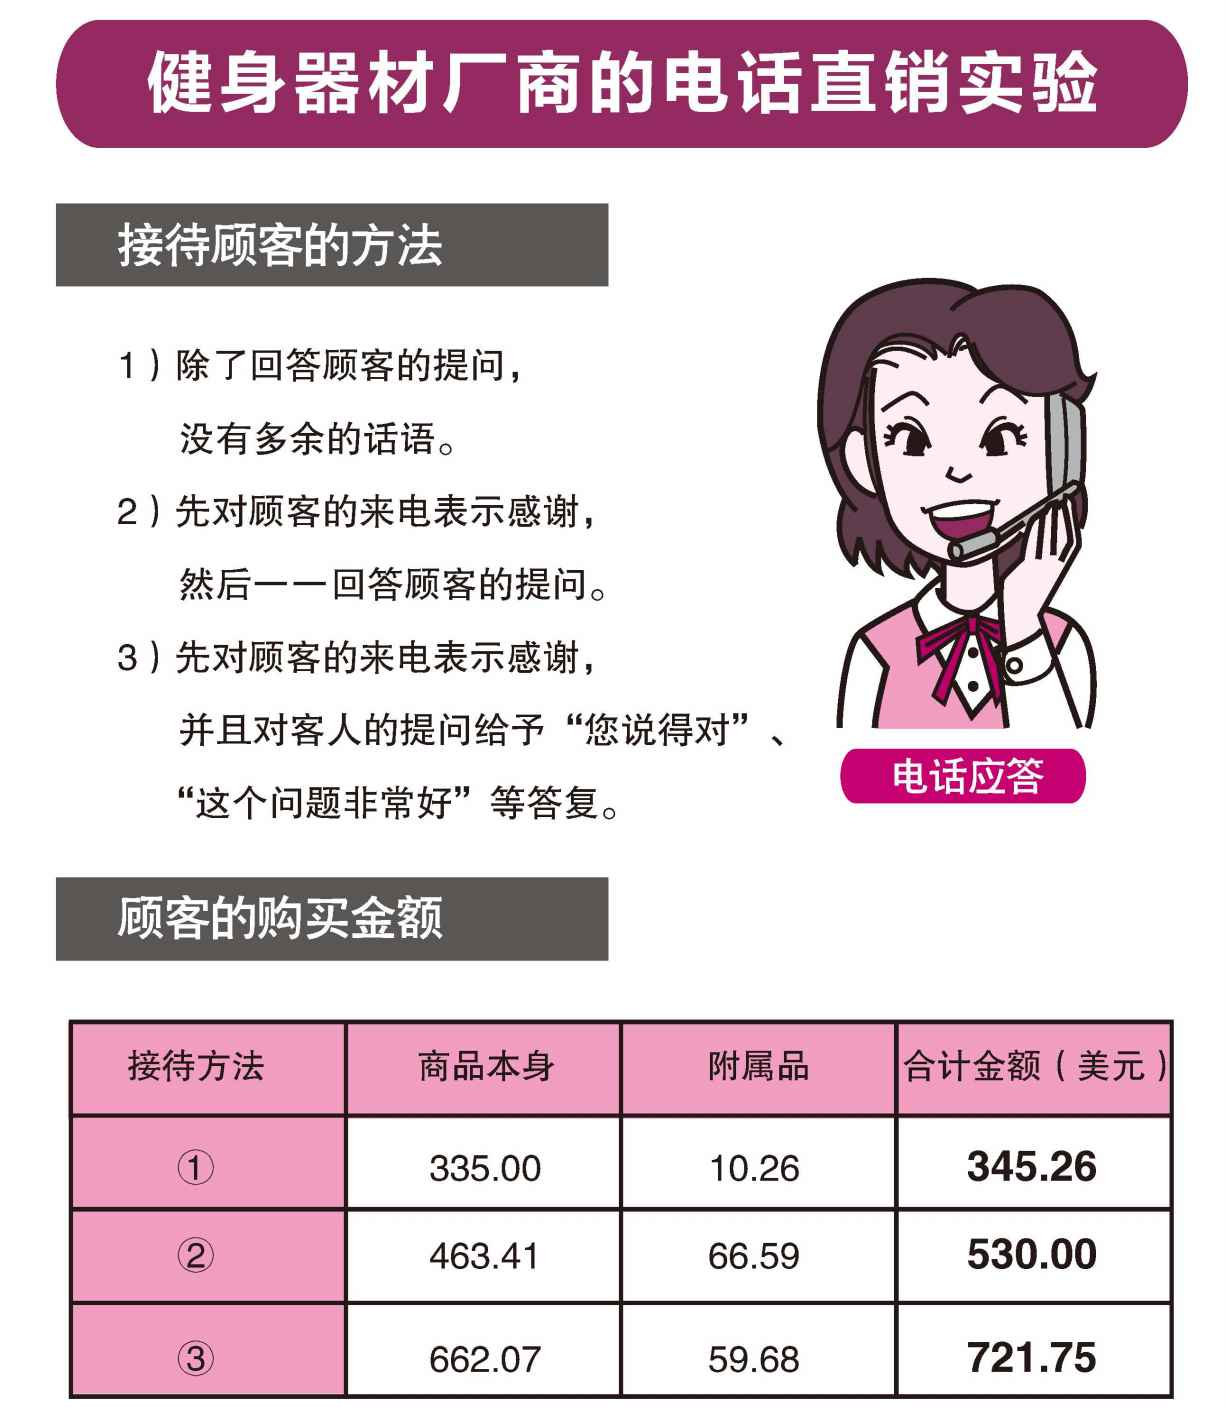 健身器材厂商的电话直销实验
接待顾客的方法
1）除了回答顾客的提问，
没有多余的话语。
2）先对顾客的来电表示感谢，
然后一一回答顾客的提问。
3）先对顾客的来电表示感谢，
并且对客人的提问给予“您说得对”、
“这个问题非常好”等答复。
电话应答
顾客的购买金额
接待方法 商品本身 附属品 合计金额（美元）
① 335.00 10.26 345.26
② 463.41 66.59 530.00
③ 662.07 59.68 721.75